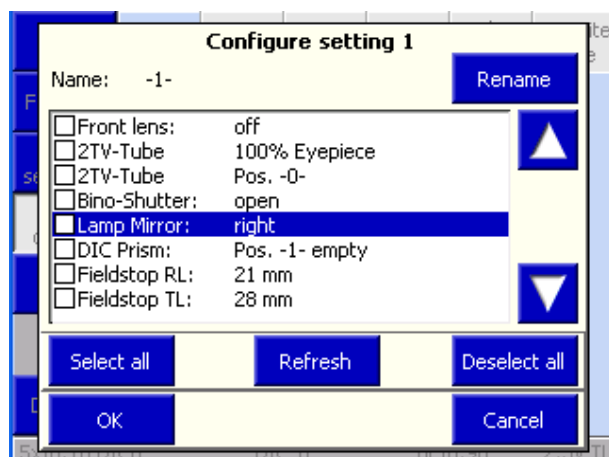 Configure setting 1
Name: -1-
Rename
Front lens: off
2TV-Tube 100% Eyepiece
2TV-Tube Pos. -0-
Bino-Shutter: open
Lamp Mirror: right
DIC Prism: Pos. -1- empty
Fieldstop RL: 21 mm
Fieldstop TL: 28 mm
Select all Refresh Deselect all
OK Cancel